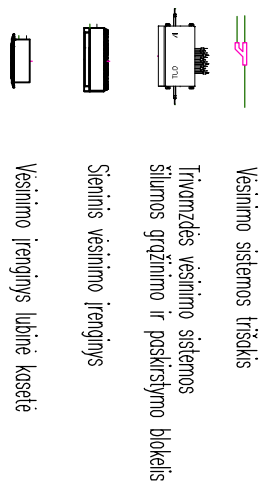 Vėsinimo sistemos trišakis
Trivamzdės vėsinimo sistemos
šilumos grąžinimo ir paskirstymo blokelis
Sieninis vėsinimo įrenginys
Vėsinimo įrenginys lubinė kasetė